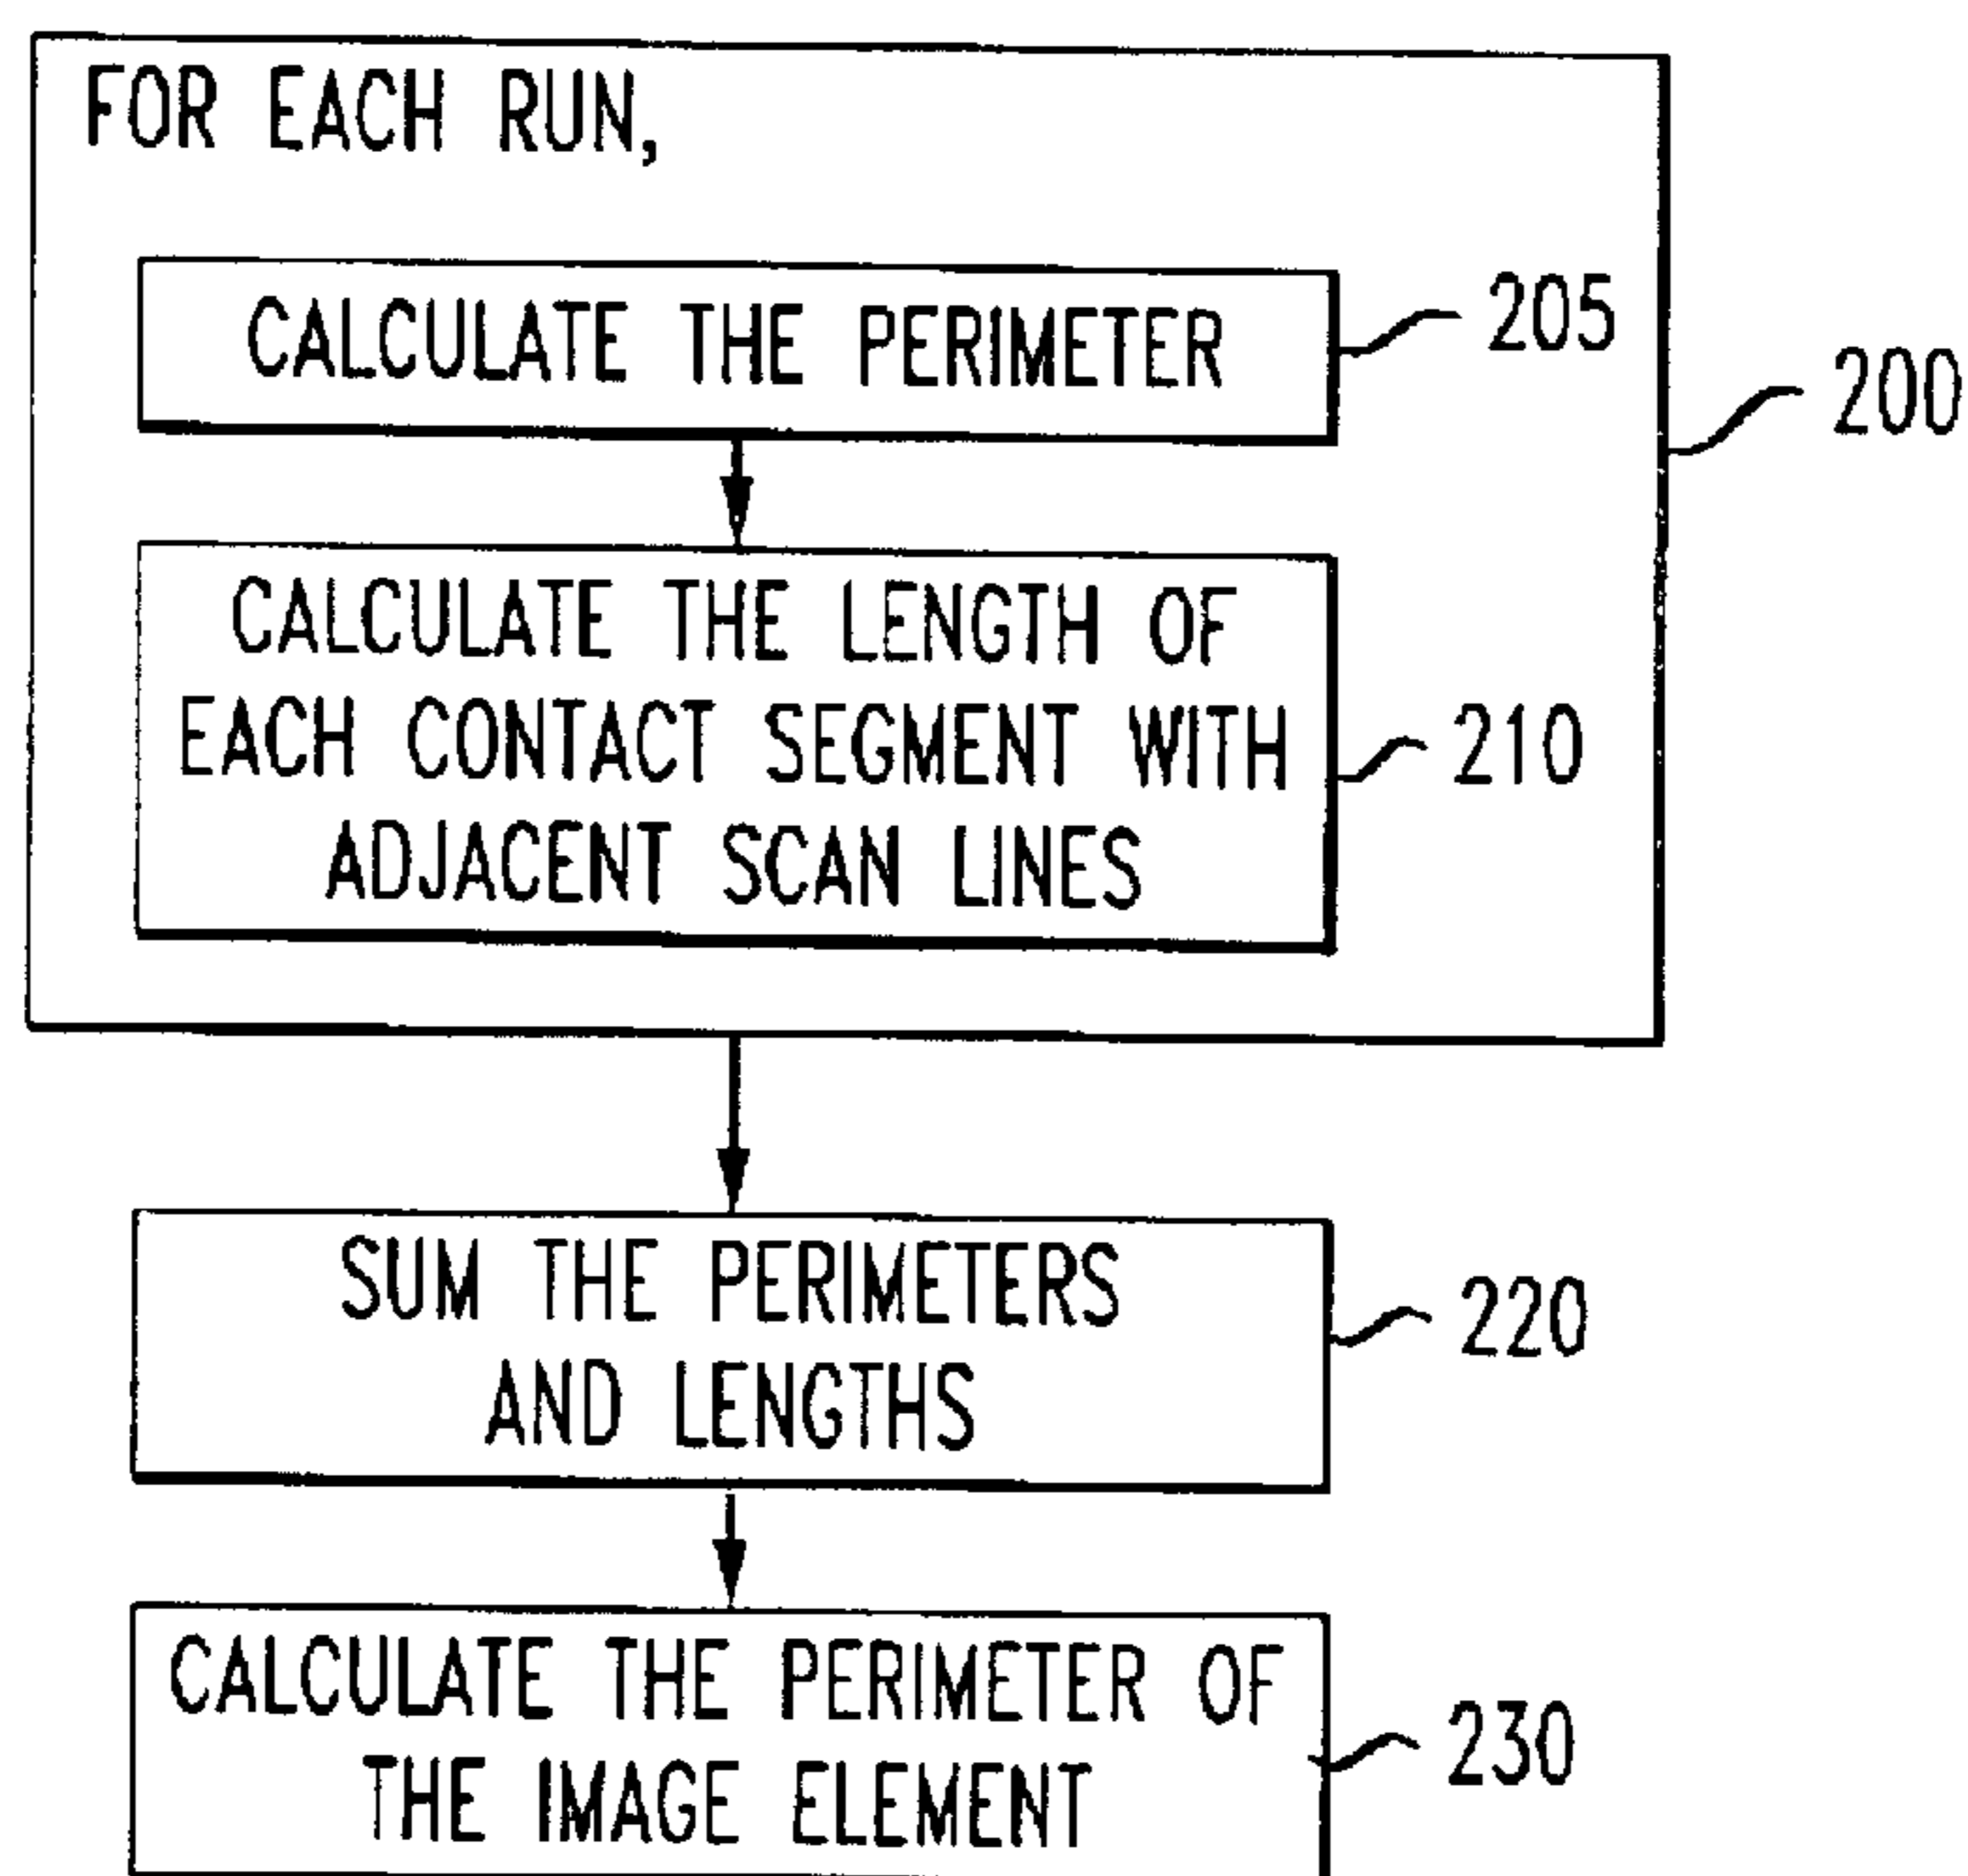 FOR EACH RUN,
CALCULATE THE PERIMETER
205
200
CALCULATE THE LENGTH OF
EACH CONTACT SEGMENT WITH
ADJACENT SCAN LINES
210
SUM THE PERIMETERS
AND LENGTHS
220
CALCULATE THE PERIMETER OF
THE IMAGE ELEMENT
230